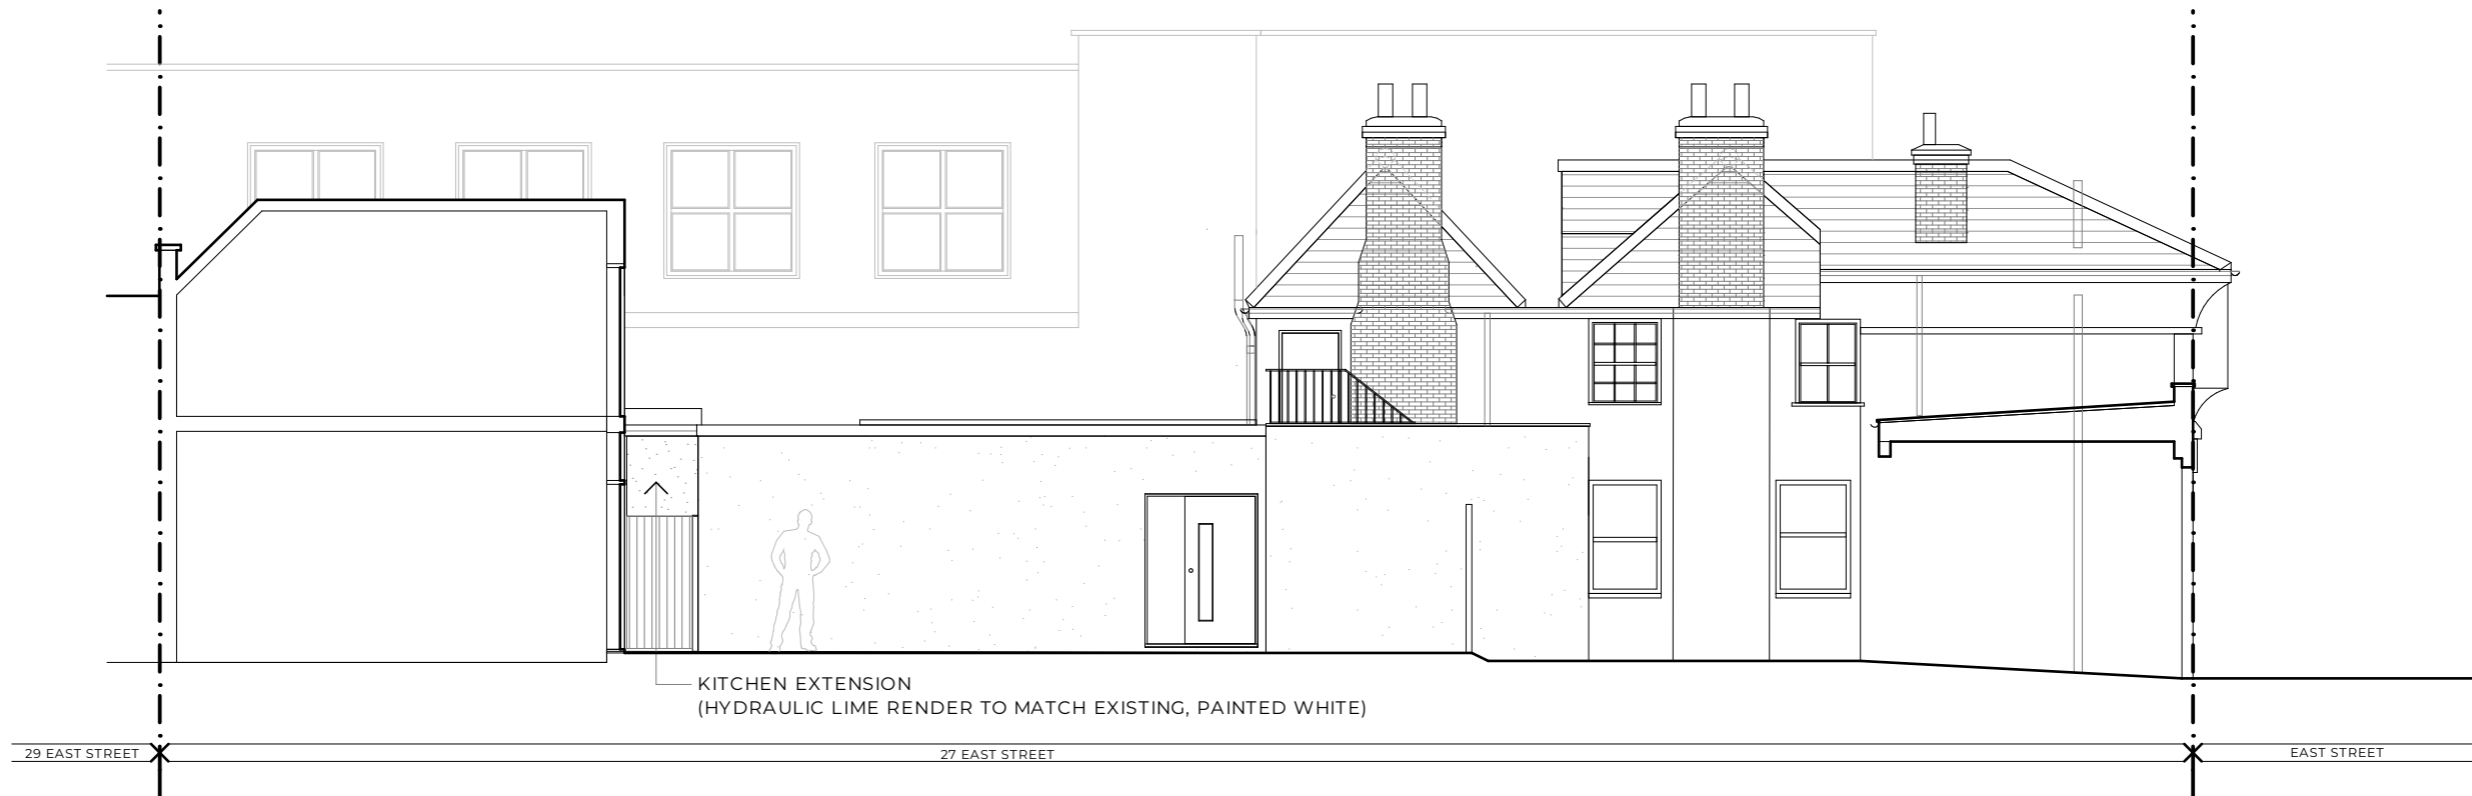 KITCHEN EXTENSION
(HYDRAULIC LIME RENDER TO MATCH EXISTING, PAINTED WHITE)
29 EAST STREET
27 EAST STREET
EAST STREET